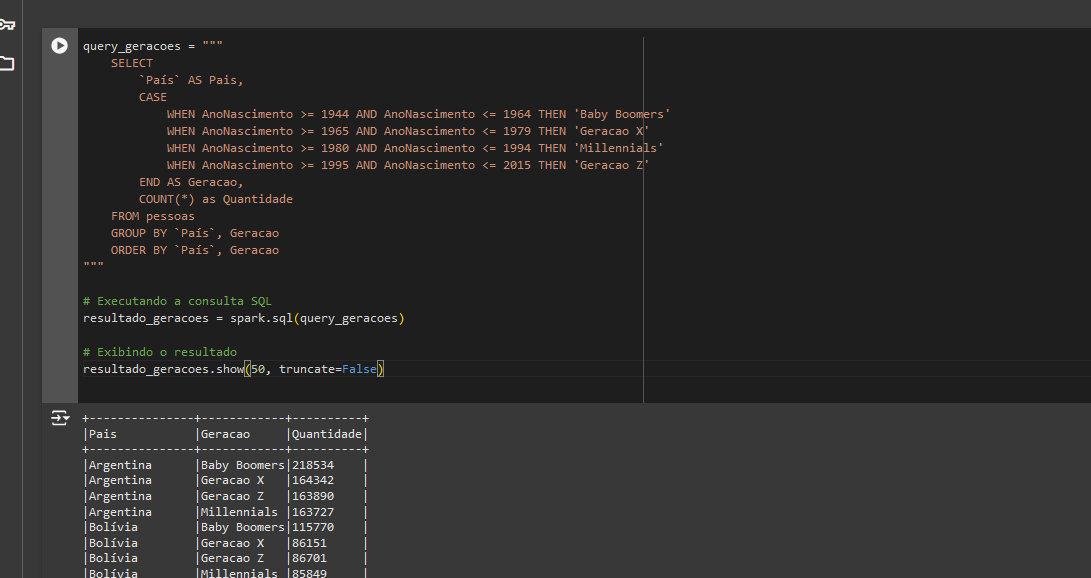 query_geracoes = """
    SELECT
        `País` AS Pais,
        CASE
            WHEN AnoNascimento >= 1944 AND AnoNascimento <= 1964 THEN 'Baby Boomers'
            WHEN AnoNascimento >= 1965 AND AnoNascimento <= 1979 THEN 'Geracao X'
            WHEN AnoNascimento >= 1980 AND AnoNascimento <= 1994 THEN 'Millennials'
            WHEN AnoNascimento >= 1995 AND AnoNascimento <= 2015 THEN 'Geracao Z'
        END AS Geracao,
        COUNT(*) as Quantidade
    FROM pessoas
    GROUP BY `País`, Geracao
    ORDER BY `País`, Geracao
"""
# Executando a consulta SQL
resultado_geracoes = spark.sql(query_geracoes)
# Exibindo o resultado
resultado_geracoes.show(50, truncate=False)
+---------------+------------+----------+
|Pais           |Geracao     |Quantidade|
+---------------+------------+----------+
|Argentina      |Baby Boomers|218534    |
|Argentina      |Geracao X   |164342    |
|Argentina      |Geracao Z   |163890    |
|Argentina      |Millennials |163727    |
|Bolívia        |Baby Boomers|115770    |
|Bolívia        |Geracao X   |86151     |
|Bolívia        |Geracao Z   |86701     |
|Bolívia        |Millennials |85849     |